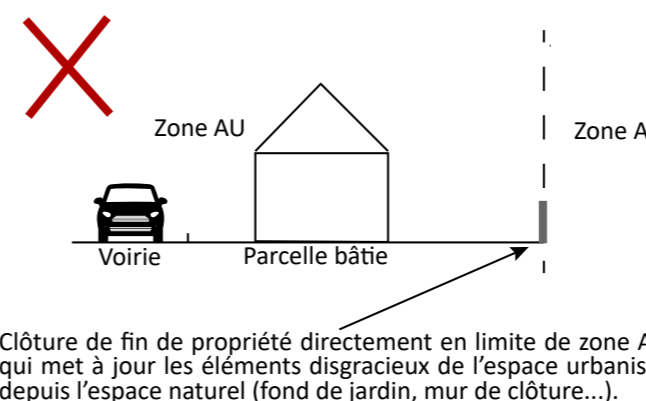 Zone AU
Zone A
Voirie
Parcelle bâtie
Clôture de fin de propriété directement en limite de zone A
qui met à jour les éléments disgracieux de l'espace urbanis
depuis l'espace naturel (fond de jardin, mur de clôture...).